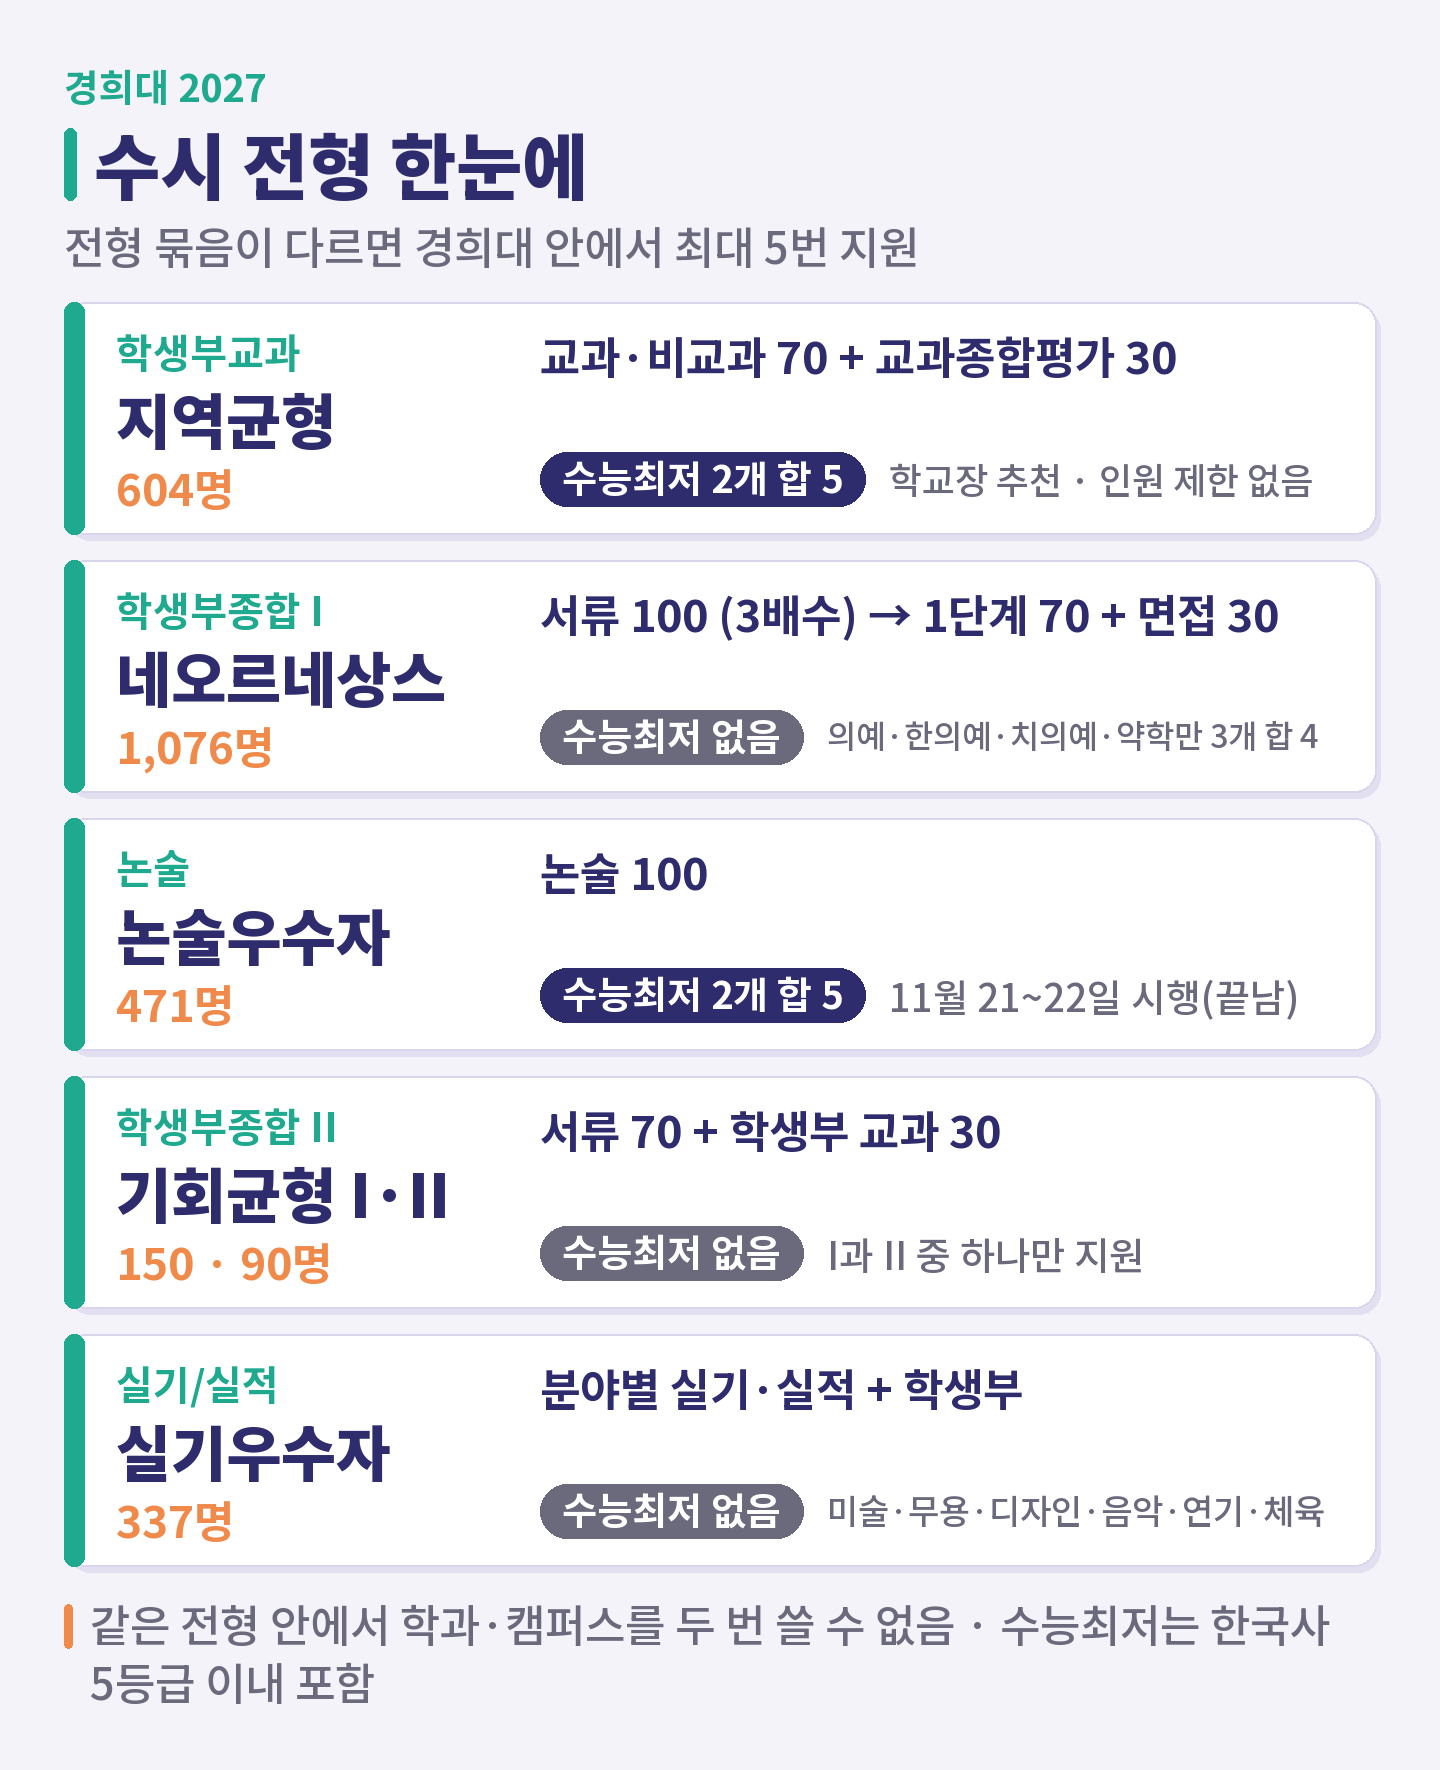 경희대 2027
수시 전형 한눈에
전형 묶음이 다르면 경희대 안에서 최대 5번 지원
학생부교과
지역균형
604명
교과·비교과 70 + 교과종합평가 30
수능최저 2개 합 5
학교장 추천 · 인원 제한 없음
학생부종합 I
네오르네상스
1,076명
서류 100 (3배수) → 1단계 70 + 면접 30
수능최저 없음
의예·한의예·치의예·약학만 3개 합 4
논술
논술우수자
471명
논술 100
수능최저 2개 합 5
11월 21~22일 시행(끝남)
학생부종합 II
기회균형 I·II
150 · 90명
서류 70 + 학생부 교과 30
수능최저 없음
I과 II 중 하나만 지원
실기/실적
실기우수자
337명
분야별 실기·실적 + 학생부
수능최저 없음
미술·무용·디자인·음악·연기·체육
같은 전형 안에서 학과·캠퍼스를 두 번 쓸 수 없음 · 수능최저는 한국사
5등급 이내 포함